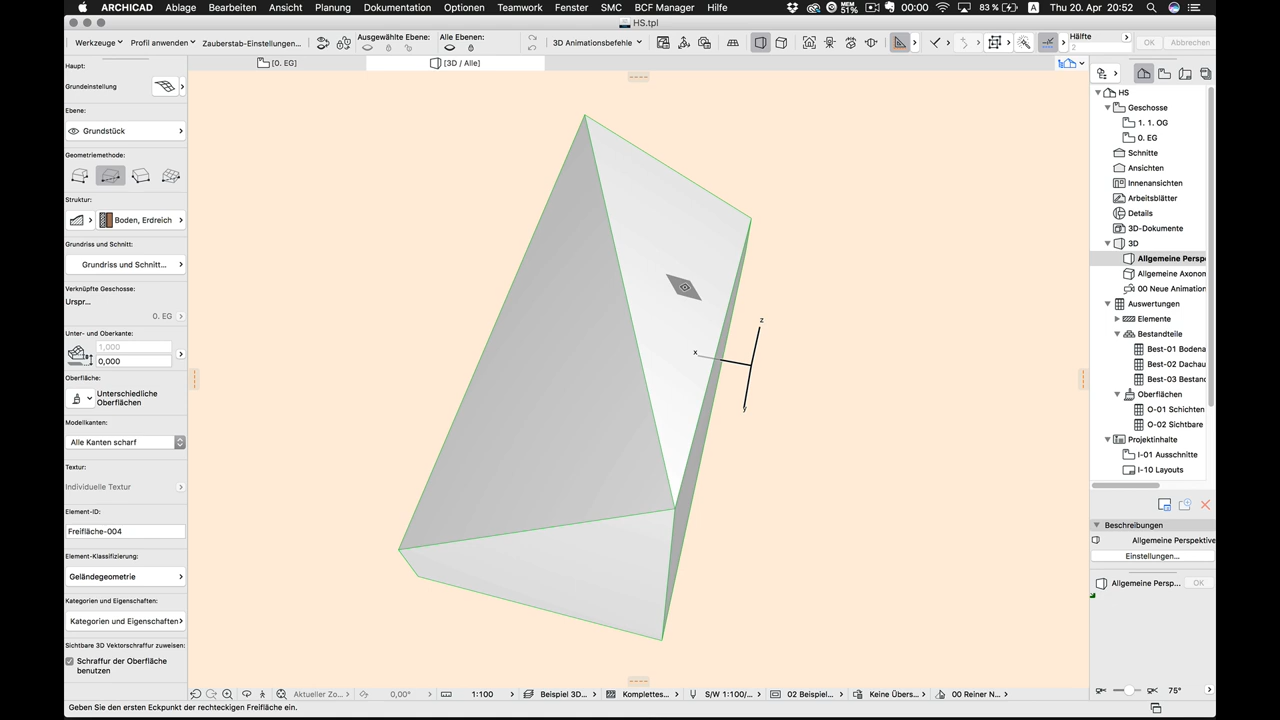 ARCHICAD Ablage Bearbeiten Ansicht Planung Dokumentation Optionen Teamwork Fenster SMC BCF Manager Hilfe MEM 51% 00:00 83 % A Thu 20. Apr 20:52
HS.tpl
Werkzeuge Profil anwenden Zauberstab-Einstellungen... Ausgewählte Ebene: Alle Ebenen: 3D Animationsbefehle Hälfte 2 OK Abbrechen
[0. EG] [3D / Alle]
Haupt:
Grundeinstellung
Ebene:
Grundstück
Geometriemethode:
Struktur:
Boden, Erdreich
Grundriss und Schnitt:
Grundriss und Schnitt...
Verknüpfte Geschosse:
Urspr...
0. EG
Unter- und Oberkante:
1,000
0,000
Oberfläche:
Unterschiedliche
Oberflächen
Modellkanten:
Alle Kanten scharf
Textur:
Individuelle Textur
Element-ID:
Freifläche-004
Element-Klassifizierung:
Geländegeometrie
Kategorien und Eigenschaften:
Kategorien und Eigenschaften
Sichtbare 3D Vektorschraffur zuweisen:
Schraffur der Oberfläche
benutzen
z
x
y
HS
Geschosse
1. 1. OG
0. EG
Schnitte
Ansichten
Innenansichten
Arbeitsblätter
Details
3D-Dokumente
3D
Allgemeine Persp
Allgemeine Axonom
00 Neue Animation
Auswertungen
Elemente
Bestandteile
Best-01 Bodena
Best-02 Dachau
Best-03 Bestand
Oberflächen
O-01 Schichten
O-02 Sichtbare
Projektinhalte
I-01 Ausschnitte
I-10 Layouts
Beschreibungen
Allgemeine Perspektive
Einstellungen...
Allgemeine Persp... OK
Aktueller Zo... 0,00° 1:100 Beispiel 3D... Komplettes... S/W 1:100/... 02 Beispiel... Keine Übers... 00 Reiner N... 75°
Geben Sie den ersten Eckpunkt der rechteckigen Freifläche ein.